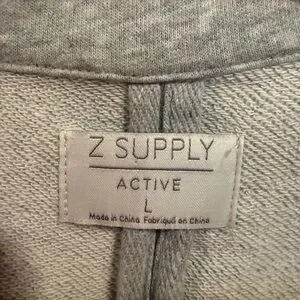 Z SUPPLY
ACTIVE
L
Made in China Fabriqué en Chine